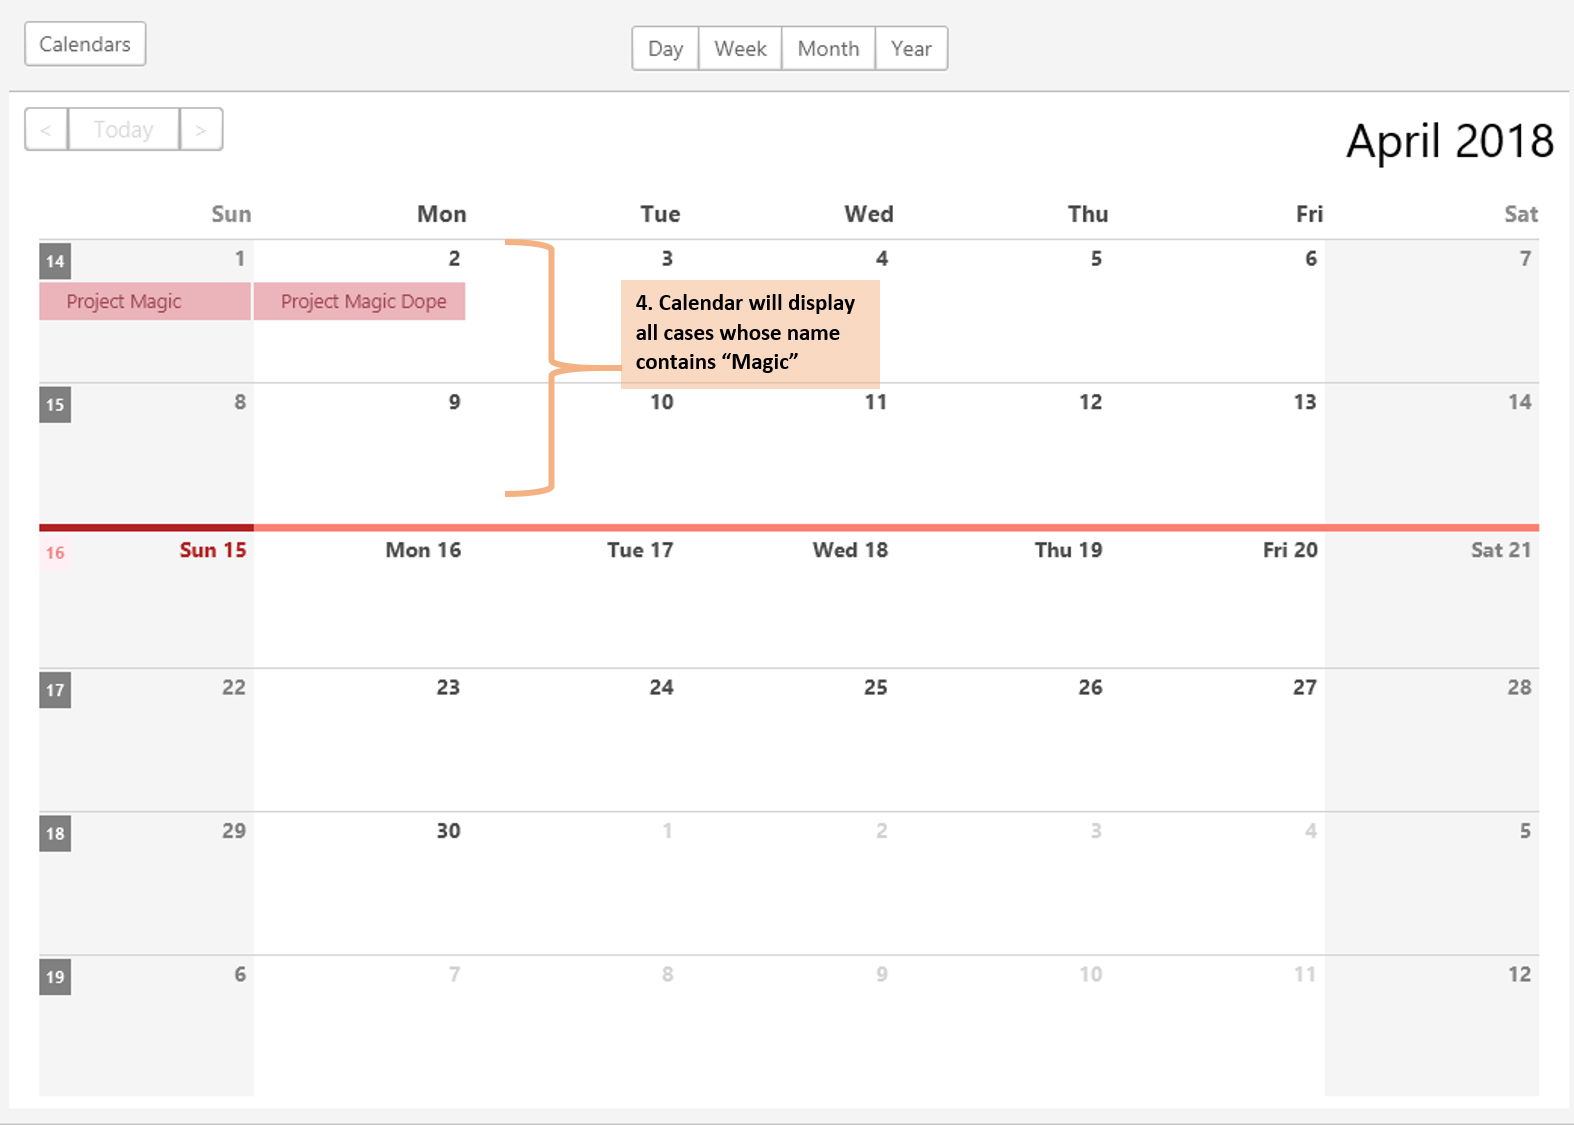 Calendars
Day Week Month Year
< Today >
April 2018
Sun Mon Tue Wed Thu Fri Sat
14 1 2 3 4 5 6 7
Project Magic Project Magic Dope
4. Calendar will display
all cases whose name
contains “Magic”
15 8 9 10 11 12 13 14
16 Sun 15 Mon 16 Tue 17 Wed 18 Thu 19 Fri 20 Sat 21
17 22 23 24 25 26 27 28
18 29 30 1 2 3 4 5
19 6 7 8 9 10 11 12